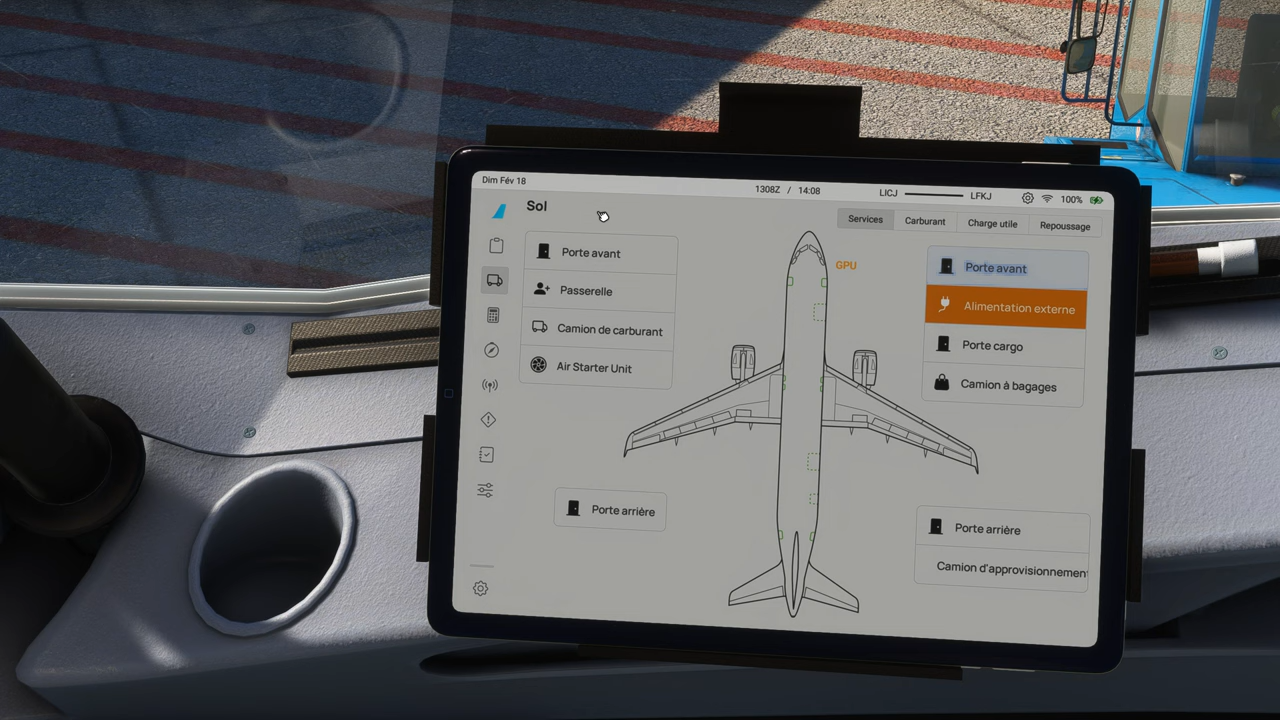 Dim Fév 18
1308Z / 14:08
LICJ
LFKJ
100%
Sol
Services
Carburant
Charge utile
Repoussage
Porte avant
Passerelle
Camion de carburant
Air Starter Unit
GPU
Porte avant
Alimentation externe
Porte cargo
Camion à bagages
Porte arrière
Porte arrière
Camion d'approvisionnement